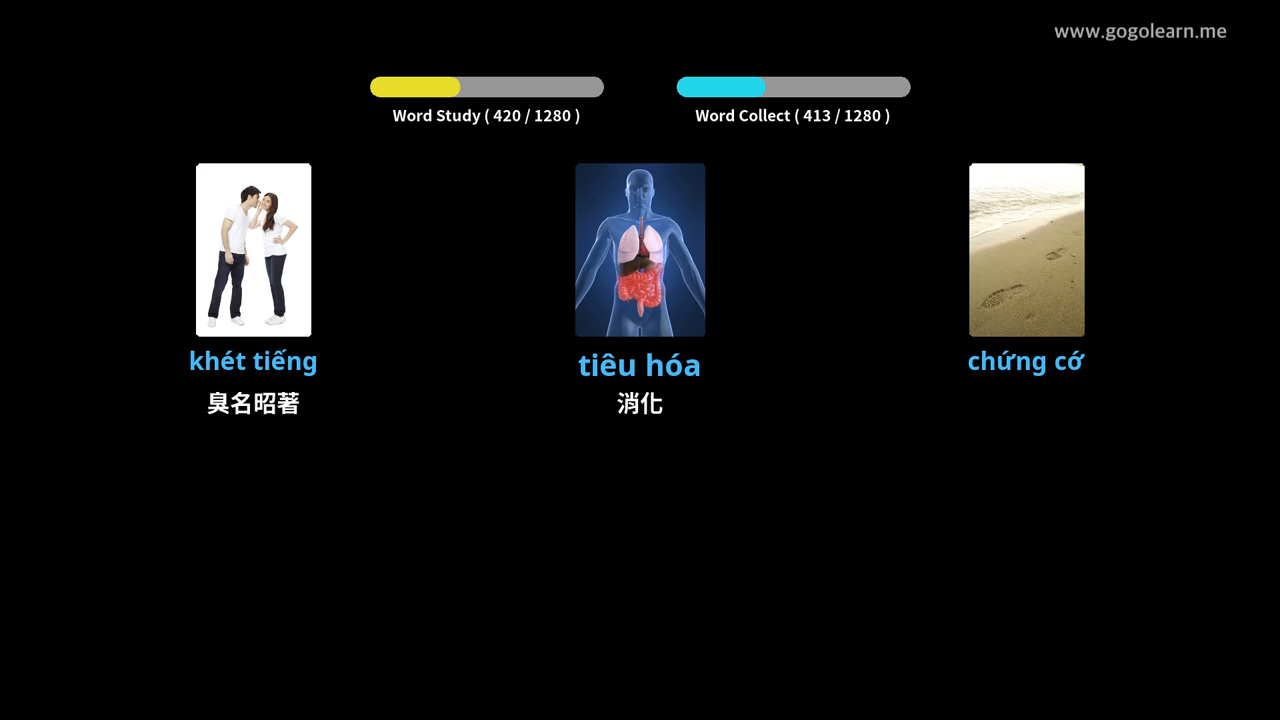 www.gogolearn.me
Word Study ( 420 / 1280 )
Word Collect ( 413 / 1280 )
khét tiếng
tiêu hóa
chứng cớ
臭名昭著
消化